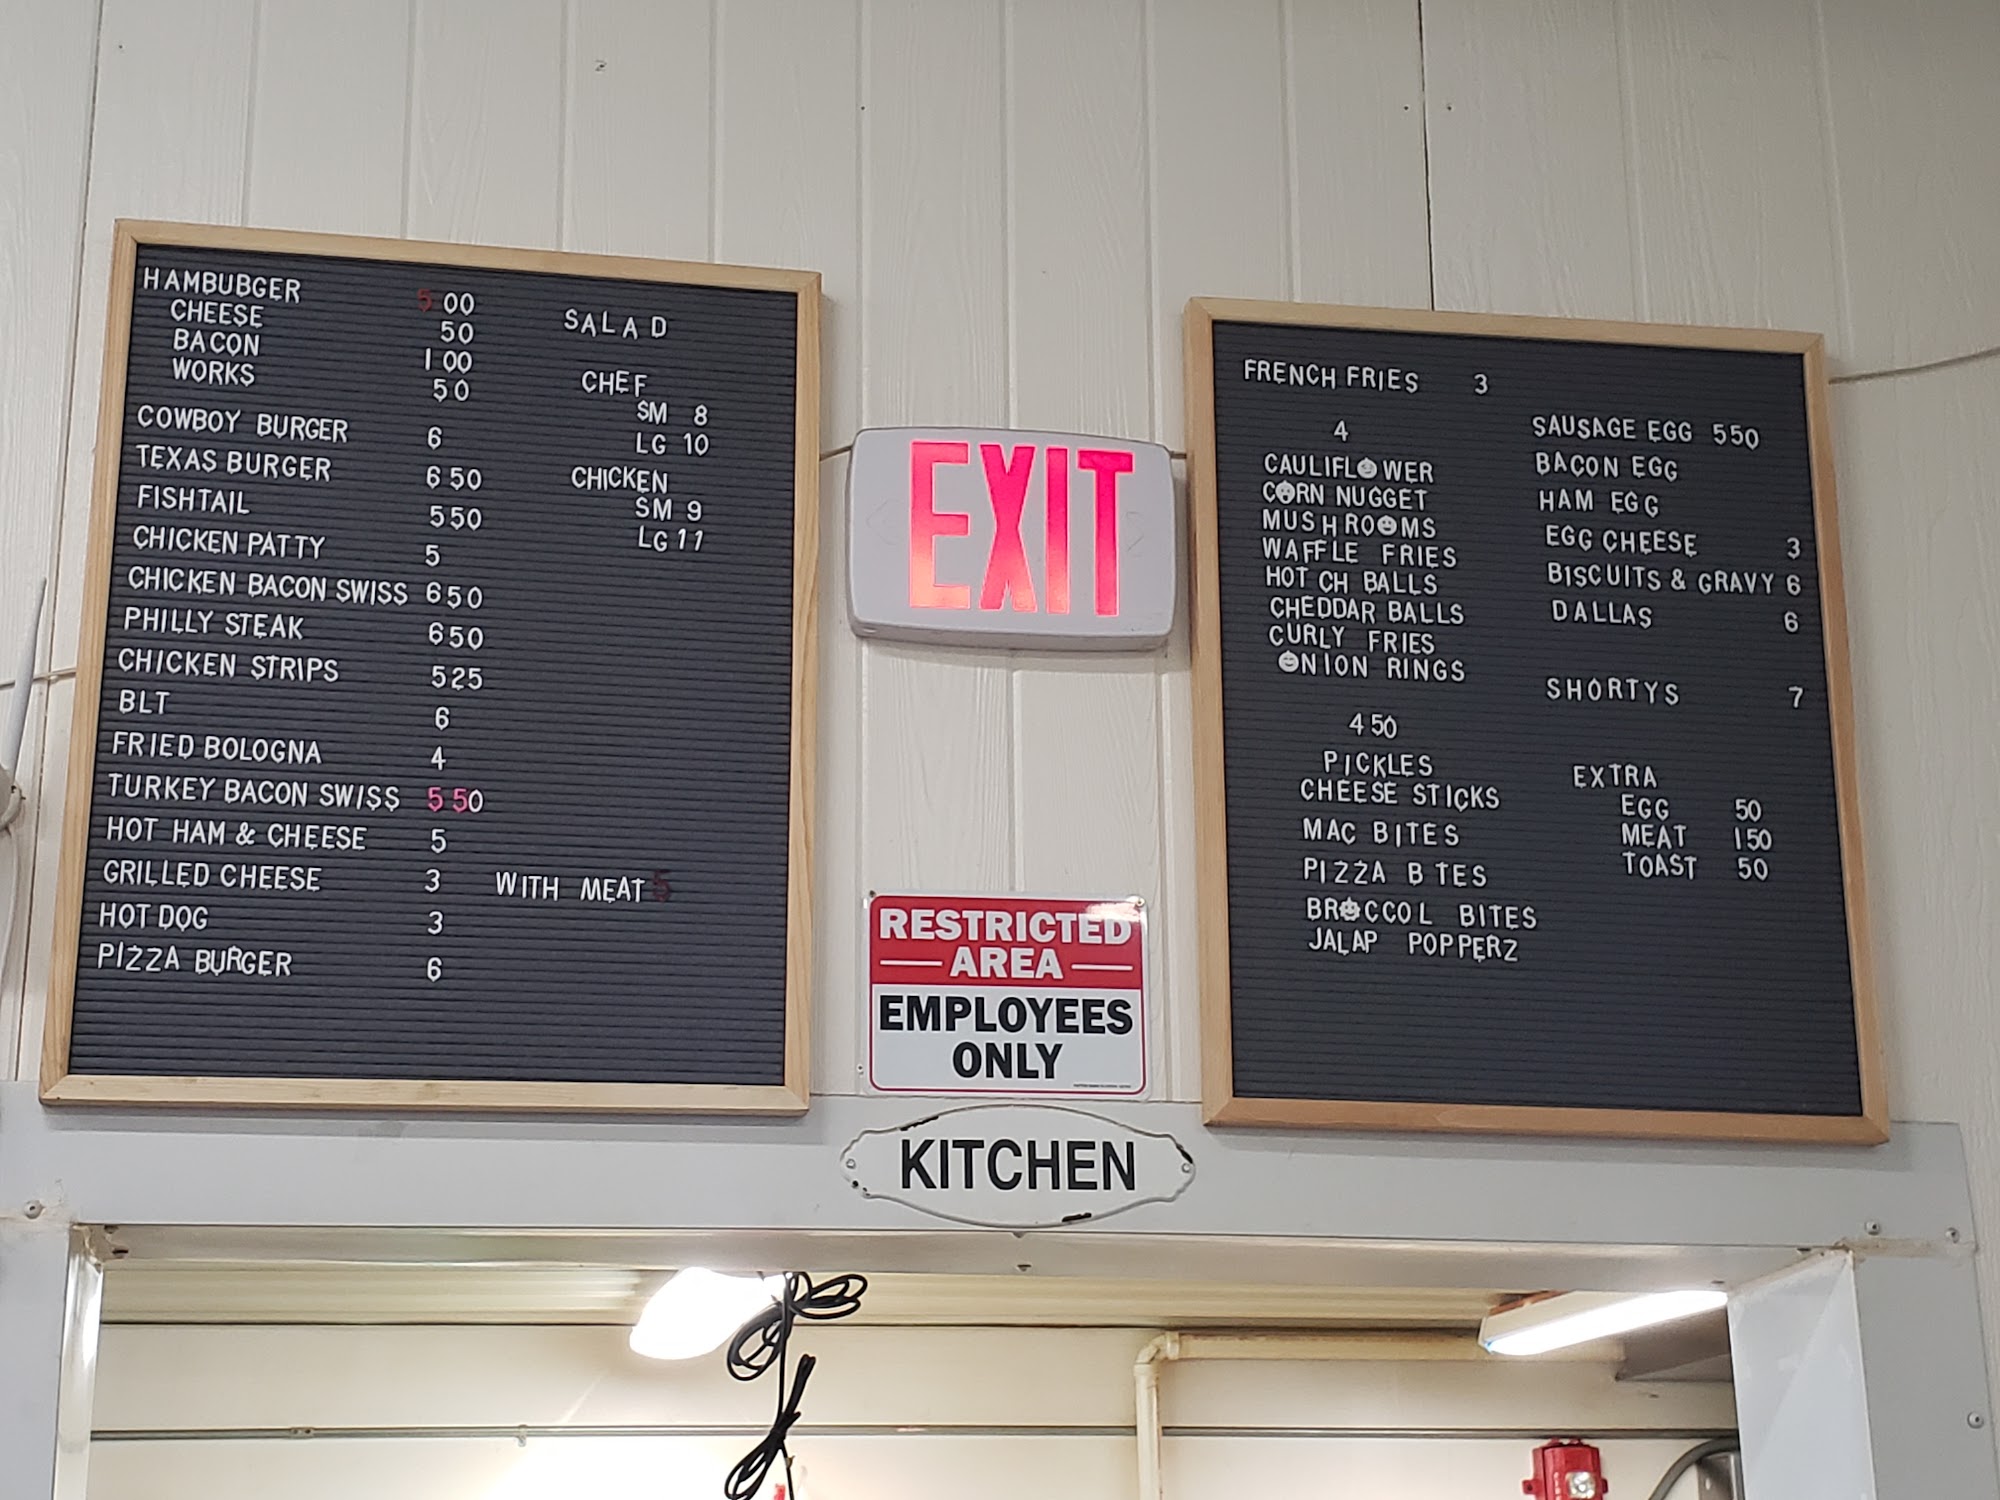 HAMBUBGER 5 00
CHEESE 50
BACON 1 00
WORKS 50
COWBOY BURGER 6
TEXAS BURGER 6 50
FISHTAIL 5 50
CHICKEN PATTY 5
CHICKEN BACON SWISS 6 50
PHILLY STEAK 6 50
CHICKEN STRIPS 5 25
BLT 6
FRIED BOLOGNA 4
TURKEY BACON SWISS 5 50
HOT HAM & CHEESE 5
GRILLED CHEESE 3 WITH MEAT 5
HOT DOG 3
PIZZA BURGER 6
SALAD
CHEF
SM 8
LG 10
CHICKEN
SM 9
LG 11
EXIT
RESTRICTED
AREA
EMPLOYEES
ONLY
KITCHEN
FRENCH FRIES 3
4
CAULIFLOWER
CORN NUGGET
MUSHROOMS
WAFFLE FRIES
HOT CH BALLS
CHEDDAR BALLS
CURLY FRIES
ONION RINGS
4 50
PICKLES
CHEESE STICKS
MAC BITES
PIZZA B TES
BROCCOL BITES
JALAP POPPERZ
SAUSAGE EGG 5 50
BACON EGG
HAM EGG
EGG CHEESE 3
BISCUITS & GRAVY 6
DALLAS 6
SHORTYS 7
EXTRA
EGG 50
MEAT 1 50
TOAST 50